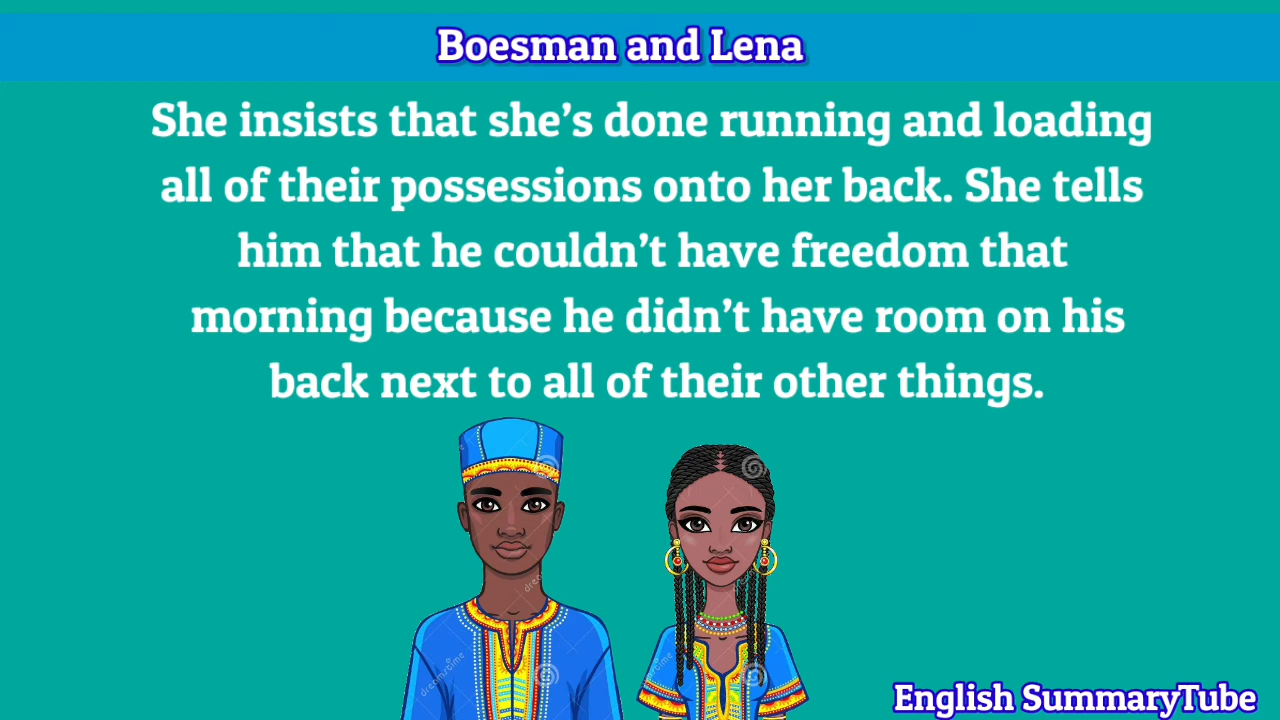 Boesman and Lena
She insists that she’s done running and loading
all of their possessions onto her back. She tells
him that he couldn’t have freedom that
morning because he didn’t have room on his
back next to all of their other things.
dreamstime
dreamstime
English SummaryTube